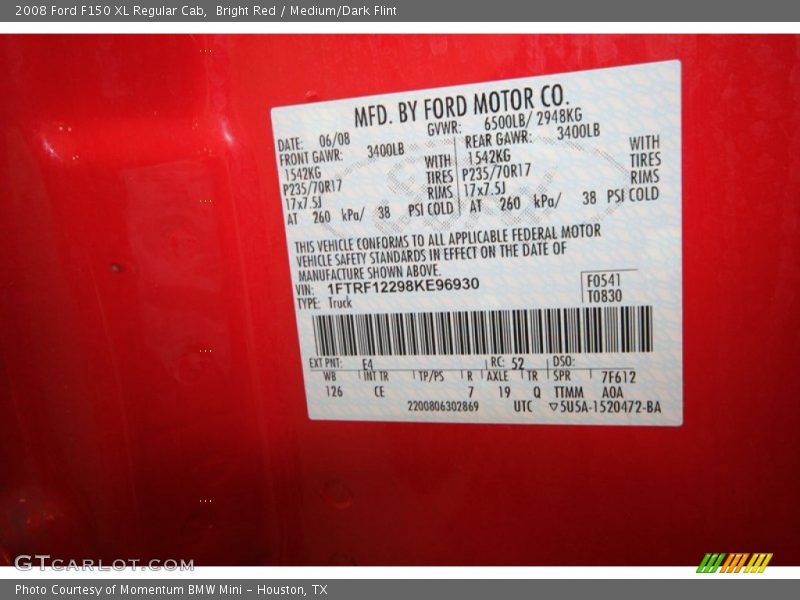 2008 Ford F150 XL Regular Cab,  Bright Red / Medium/Dark Flint
MFD. BY FORD MOTOR CO.
DATE: 06/08 GVWR: 6500LB/ 2948KG
FRONT GAWR: 3400LB REAR GAWR: 3400LB
1542KG WITH 1542KG WITH
P235/70R17 TIRES P235/70R17 TIRES
17x7.5J RIMS 17x7.5J RIMS
AT 260 kPa/ 38 PSI COLD AT 260 kPa/ 38 PSI COLD
THIS VEHICLE CONFORMS TO ALL APPLICABLE FEDERAL MOTOR
VEHICLE SAFETY STANDARDS IN EFFECT ON THE DATE OF
MANUFACTURE SHOWN ABOVE.
VIN: 1FTRF12298KE96930 F0541
TYPE: Truck T0830
EXT PNT: E4 RC: 52 DSO:
WB INT TR TP/PS R AXLE TR SPR 7F612
126 CE 7 19 Q TTMM A0A
2200806302869 UTC ▽5U5A-1520472-BA
GTCARLOT.COM
Photo Courtesy of Momentum BMW Mini – Houston, TX